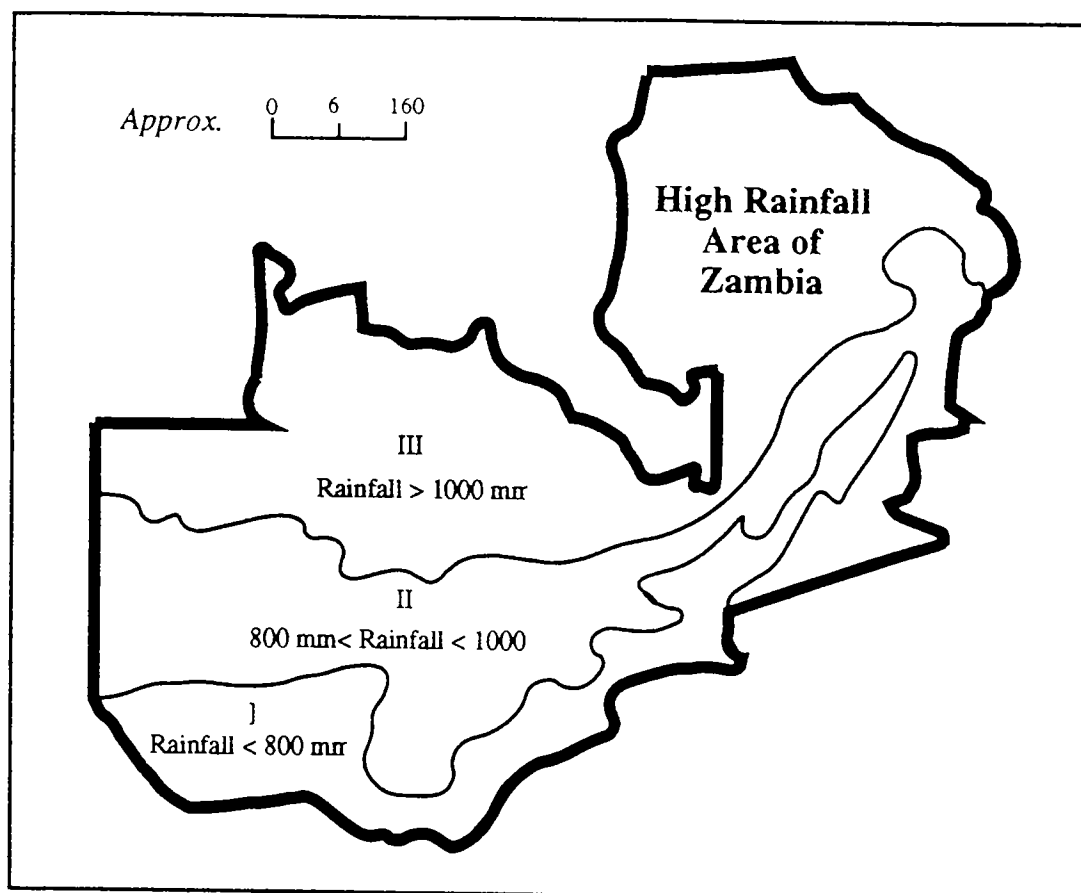 Approx.
0 6 160
High Rainfall
Area of
Zambia
III
Rainfall > 1000 mm
II
800 mm< Rainfall < 1000
I
Rainfall < 800 mm